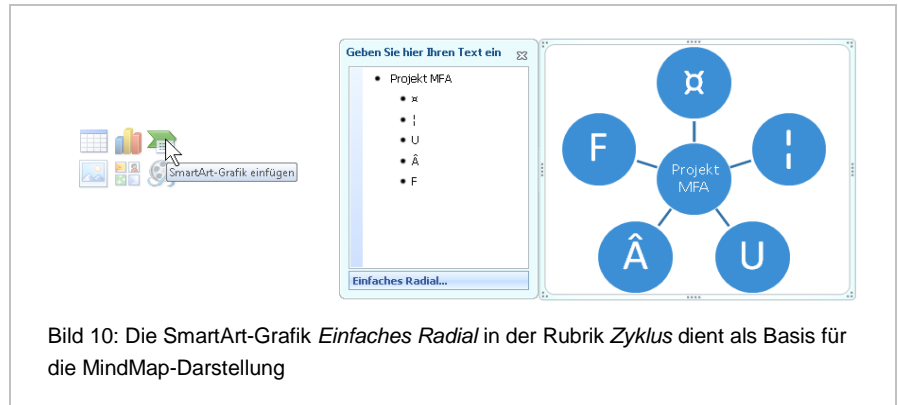 SmartArt-Grafik einfügen
Geben Sie hier Ihren Text ein
• Projekt MFA
• ¤
• ¦
• U
• Â
• F
Einfaches Radial...
¤
F
¦
Projekt
MFA
Â
U
Bild 10: Die SmartArt-Grafik Einfaches Radial in der Rubrik Zyklus dient als Basis für
die MindMap-Darstellung